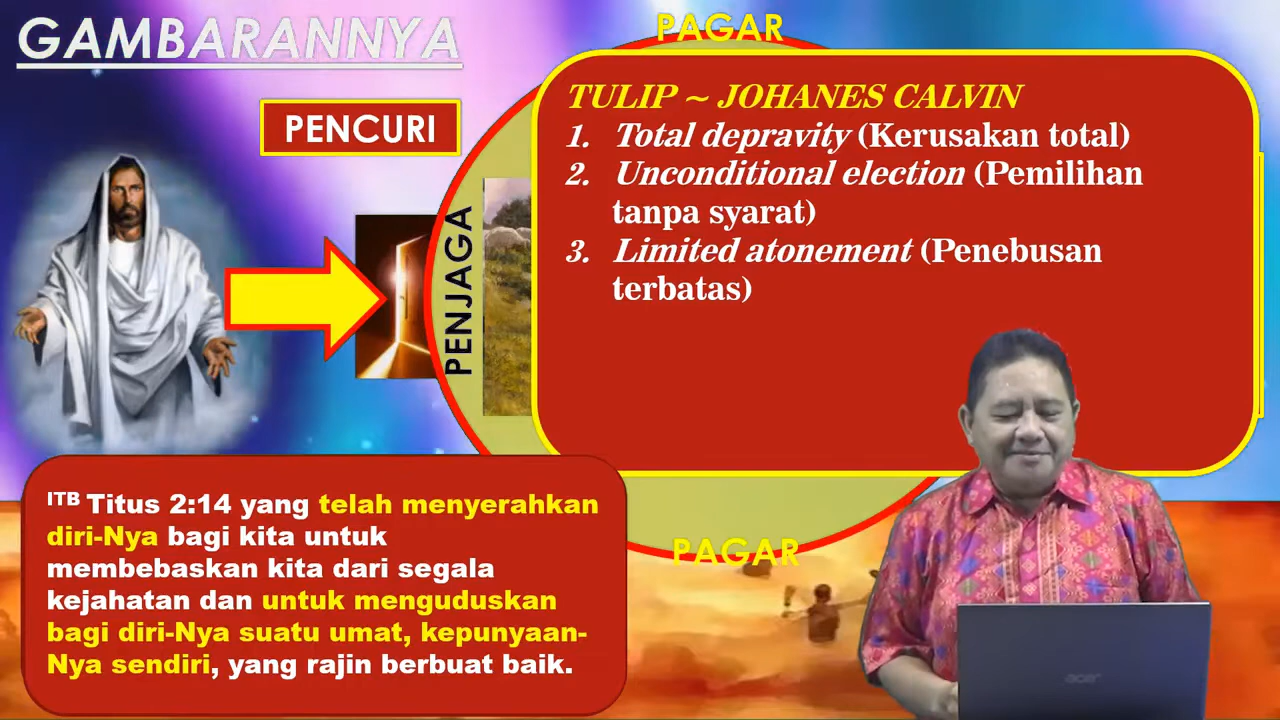 GAMBARANNYA
PAGAR
PENCURI
PENJAGA
TULIP ~ JOHANES CALVIN
1. Total depravity (Kerusakan total)
2. Unconditional election (Pemilihan
tanpa syarat)
3. Limited atonement (Penebusan
terbatas)
ITB Titus 2:14 yang telah menyerahkan
diri-Nya bagi kita untuk
membebaskan kita dari segala
kejahatan dan untuk menguduskan
bagi diri-Nya suatu umat, kepunyaan-
Nya sendiri, yang rajin berbuat baik.
PAGAR
acer